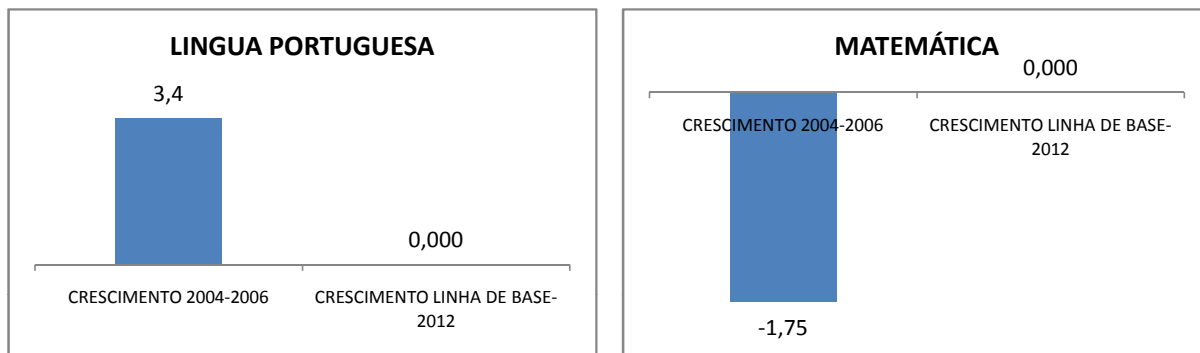 LINGUA PORTUGUESA
3,4
0,000
CRESCIMENTO 2004-2006
CRESCIMENTO LINHA DE BASE-
2012
MATEMÁTICA
0,000
CRESCIMENTO 2004-2006
CRESCIMENTO LINHA DE BASE-
2012
-1,75